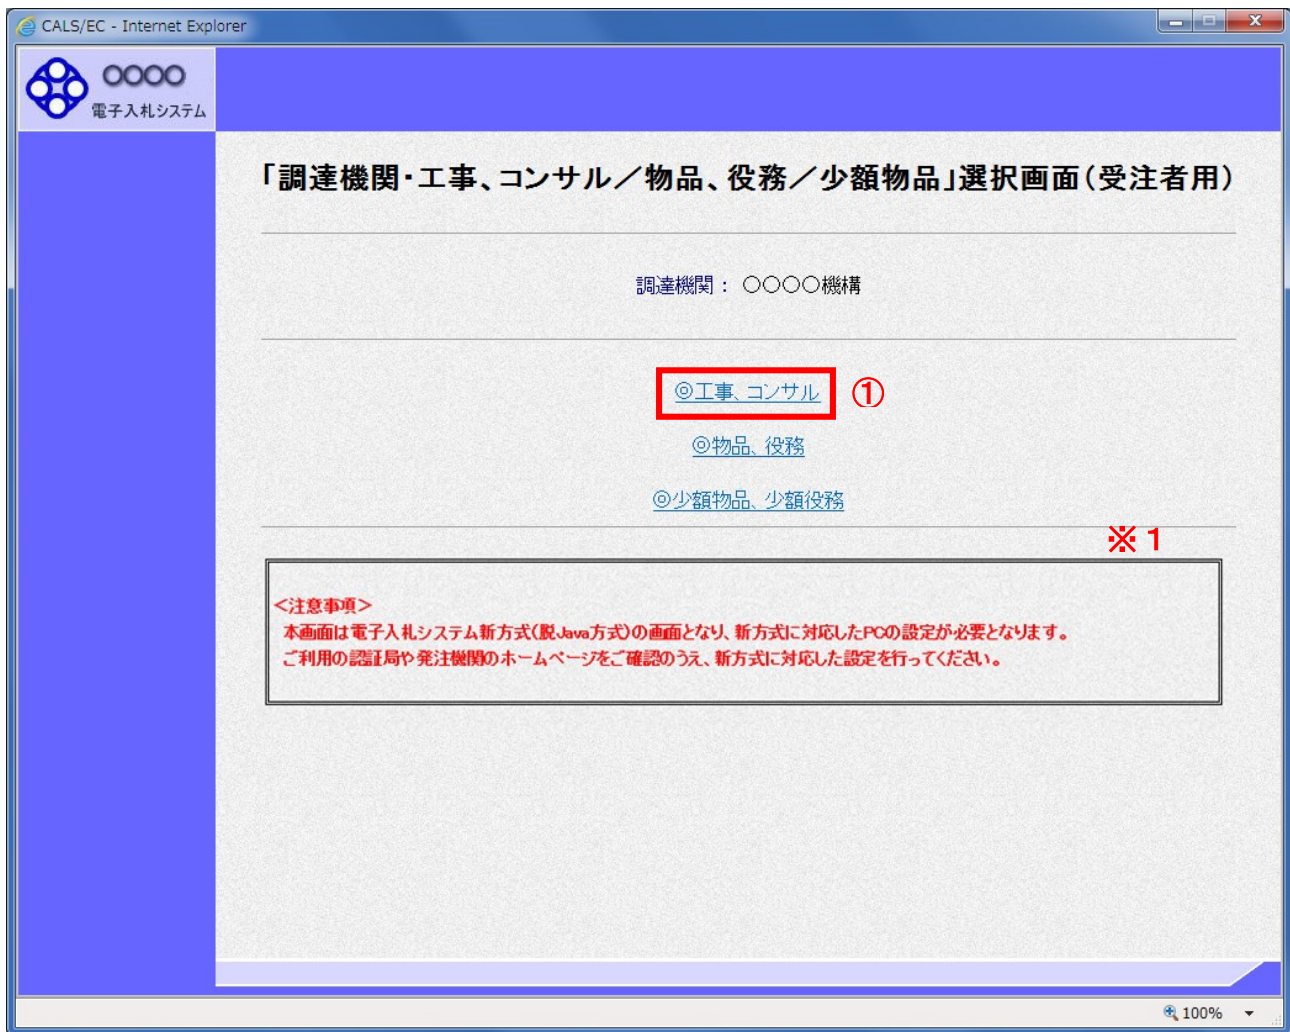 CALS/EC - Internet Explorer
○○○○
電子入札システム
「調達機関・工事、コンサル／物品、役務／少額物品」選択画面（受注者用）
調達機関： ○○○○機構
◎工事、コンサル ①
◎物品、役務
◎少額物品、少額役務
※１
＜注意事項＞
本画面は電子入札システム新方式(脱Java方式)の画面となり、新方式に対応したPCの設定が必要となります。
ご利用の認証局や発注機関のホームページをご確認のうえ、新方式に対応した設定を行ってください。
100%